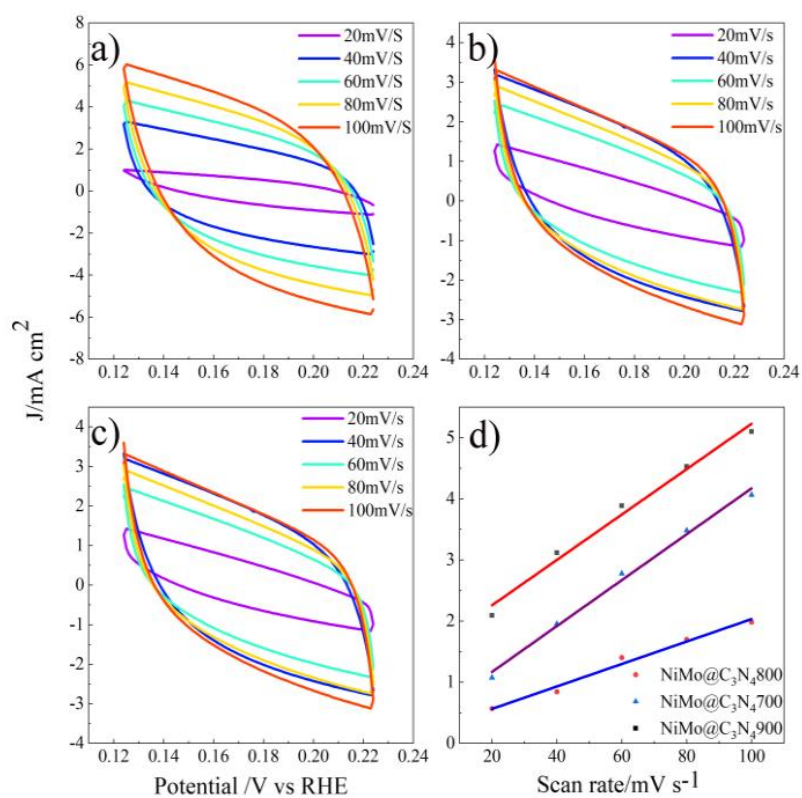 a)
20mV/S
40mV/S
60mV/S
80mV/S
100mV/S
8
6
4
2
0
-2
-4
-6
-8
0.12 0.14 0.16 0.18 0.20 0.22 0.24
b)
20mV/s
40mV/s
60mV/s
80mV/s
100mV/s
4
3
2
1
0
-1
-2
-3
-4
0.12 0.14 0.16 0.18 0.20 0.22 0.24
J/mA cm²
c)
20mV/s
40mV/s
60mV/s
80mV/s
100mV/s
4
3
2
1
0
-1
-2
-3
-4
0.12 0.14 0.16 0.18 0.20 0.22 0.24
Potential /V vs RHE
d)
5
4
3
2
1
0
NiMo@C₃N₄800
NiMo@C₃N₄700
NiMo@C₃N₄900
20 40 60 80 100
Scan rate/mV s⁻¹